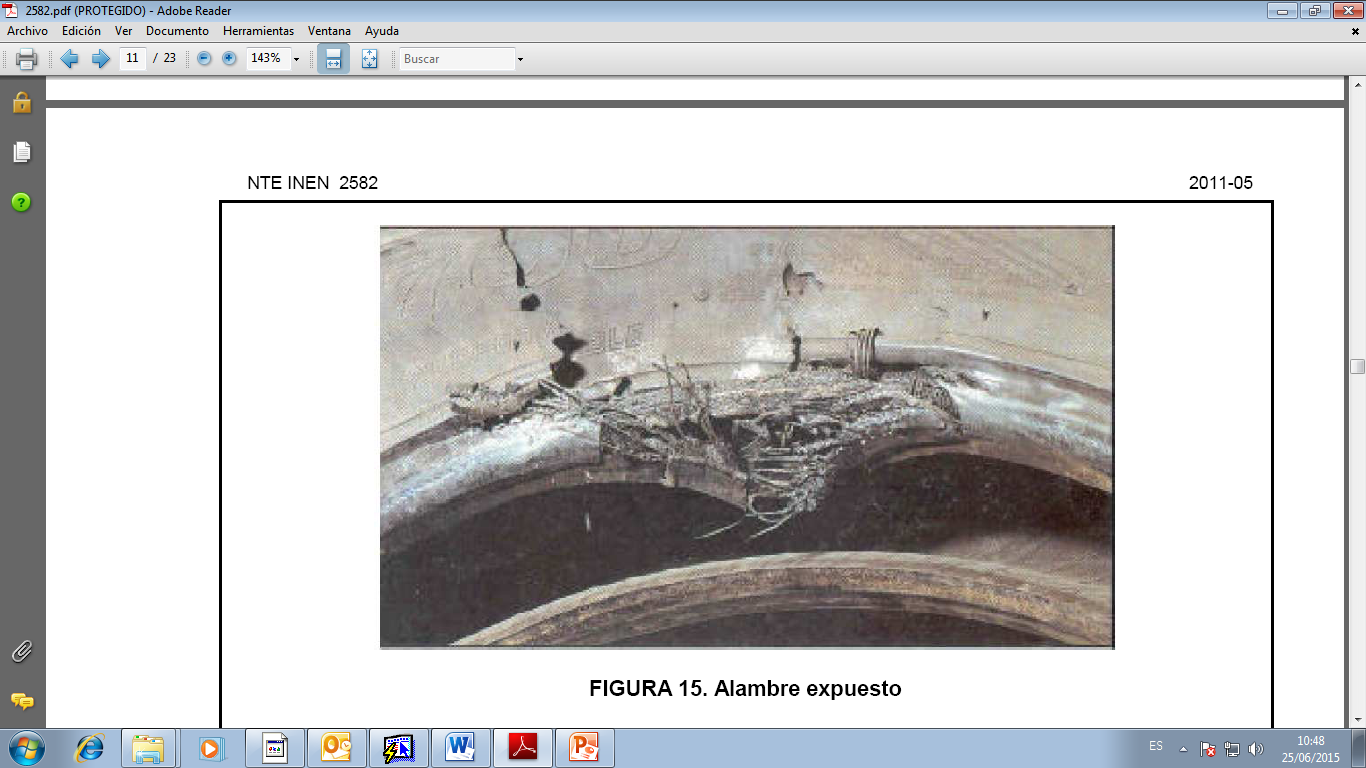 2582.pdf (PROTEGIDO) - Adobe Reader
Archivo Edición Ver Documento Herramientas Ventana Ayuda
11 / 23 143% Buscar
NTE INEN 2582 2011-05
FIGURA 15. Alambre expuesto
ES 10:48
25/06/2015